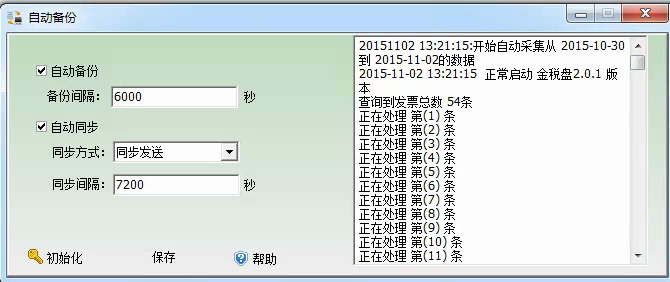 自动备份
自动备份
备份间隔： 6000 秒
自动同步
同步方式： 同步发送
同步间隔： 7200 秒
初始化 保存 帮助
20151102 13:21:15:开始自动采集从 2015-10-30
到 2015-11-02的数据
2015-11-02 13:21:15 正常启动 金税盘2.0.1 版
本
查询到发票总数 54条
正在处理 第(1) 条
正在处理 第(2) 条
正在处理 第(3) 条
正在处理 第(4) 条
正在处理 第(5) 条
正在处理 第(6) 条
正在处理 第(7) 条
正在处理 第(8) 条
正在处理 第(9) 条
正在处理 第(10) 条
正在处理 第(11) 条